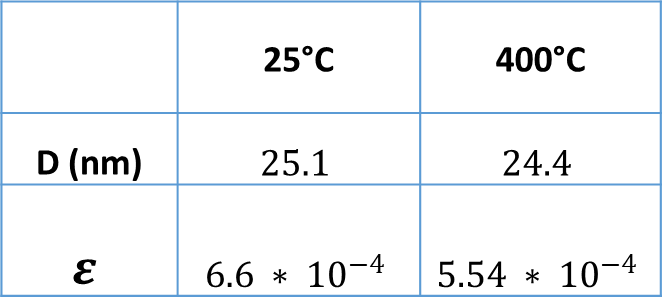 25°C 400°C
D (nm) 25.1 24.4
𝜺 6.6 * 10⁻⁴ 5.54 * 10⁻⁴